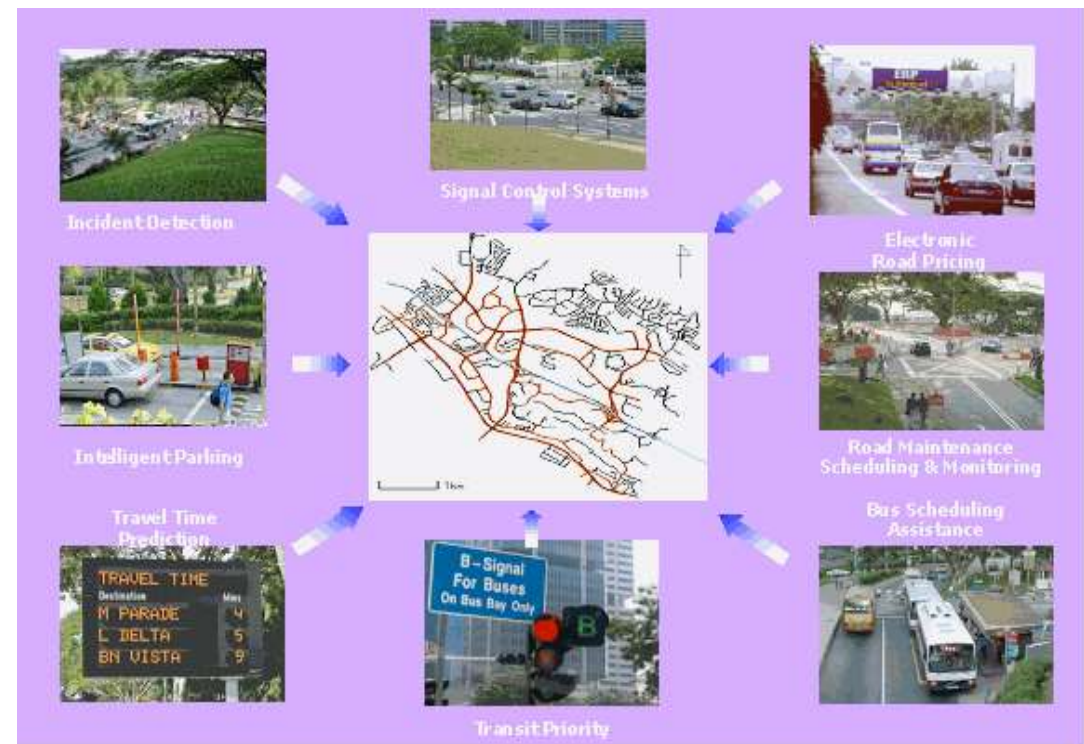 Signal Control Systems
Incident Detection
ERP
Electronic
Road Pricing
Intelligent Parking
1km
Road Maintenance
Scheduling & Monitoring
Travel Time
Prediction
Bus Scheduling
Assistance
TRAVEL TIME
Destination Mins
M PARADE 4
L DELTA 5
BN VISTA 9
B-Signal
For Buses
On Bus Bay Only
B
Transit Priority